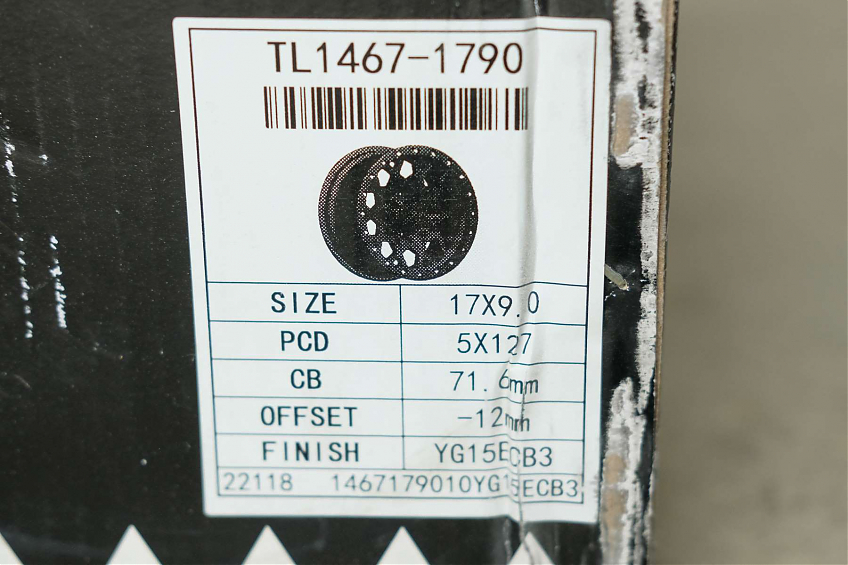 TL1467-1790
SIZE 17X9.0
PCD 5X127
CB 71.6mm
OFFSET -12mm
FINISH YG15ECB3
22118 1467179010YG15ECB3